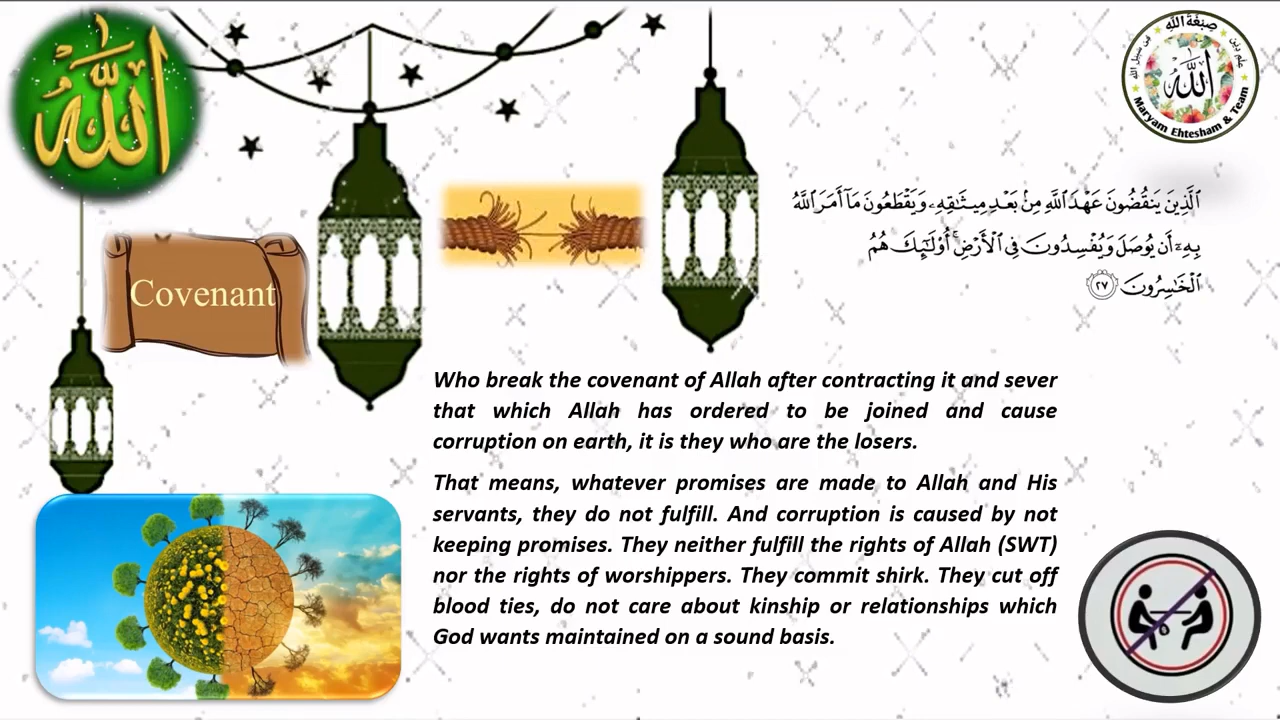 الله
صِبْغَةَ اللَّهِ
الله
Maryam Ehtesham & Team
ٱلَّذِينَ يَنقُضُونَ عَهْدَ ٱللَّهِ مِنۢ بَعْدِ مِيثَـٰقِهِۦ وَيَقْطَعُونَ مَآ أَمَرَ ٱللَّهُ
بِهِۦٓ أَن يُوصَلَ وَيُفْسِدُونَ فِى ٱلْأَرْضِ ۚ أُو۟لَـٰٓئِكَ هُمُ
ٱلْخَـٰسِرُونَ ٢٧
Covenant
Who break the covenant of Allah after contracting it and sever
that which Allah has ordered to be joined and cause
corruption on earth, it is they who are the losers.
That means, whatever promises are made to Allah and His
servants, they do not fulfill. And corruption is caused by not
keeping promises. They neither fulfill the rights of Allah (SWT)
nor the rights of worshippers. They commit shirk. They cut off
blood ties, do not care about kinship or relationships which
God wants maintained on a sound basis.